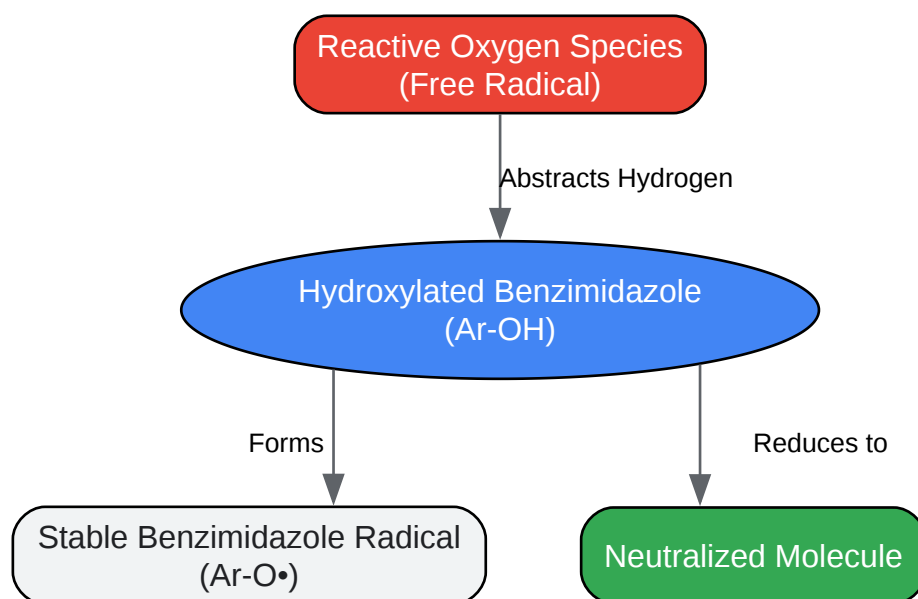 Reactive Oxygen Species
(Free Radical)
Abstracts Hydrogen
Hydroxylated Benzimidazole
(Ar-OH)
Forms
Reduces to
Stable Benzimidazole Radical
(Ar-O•)
Neutralized Molecule